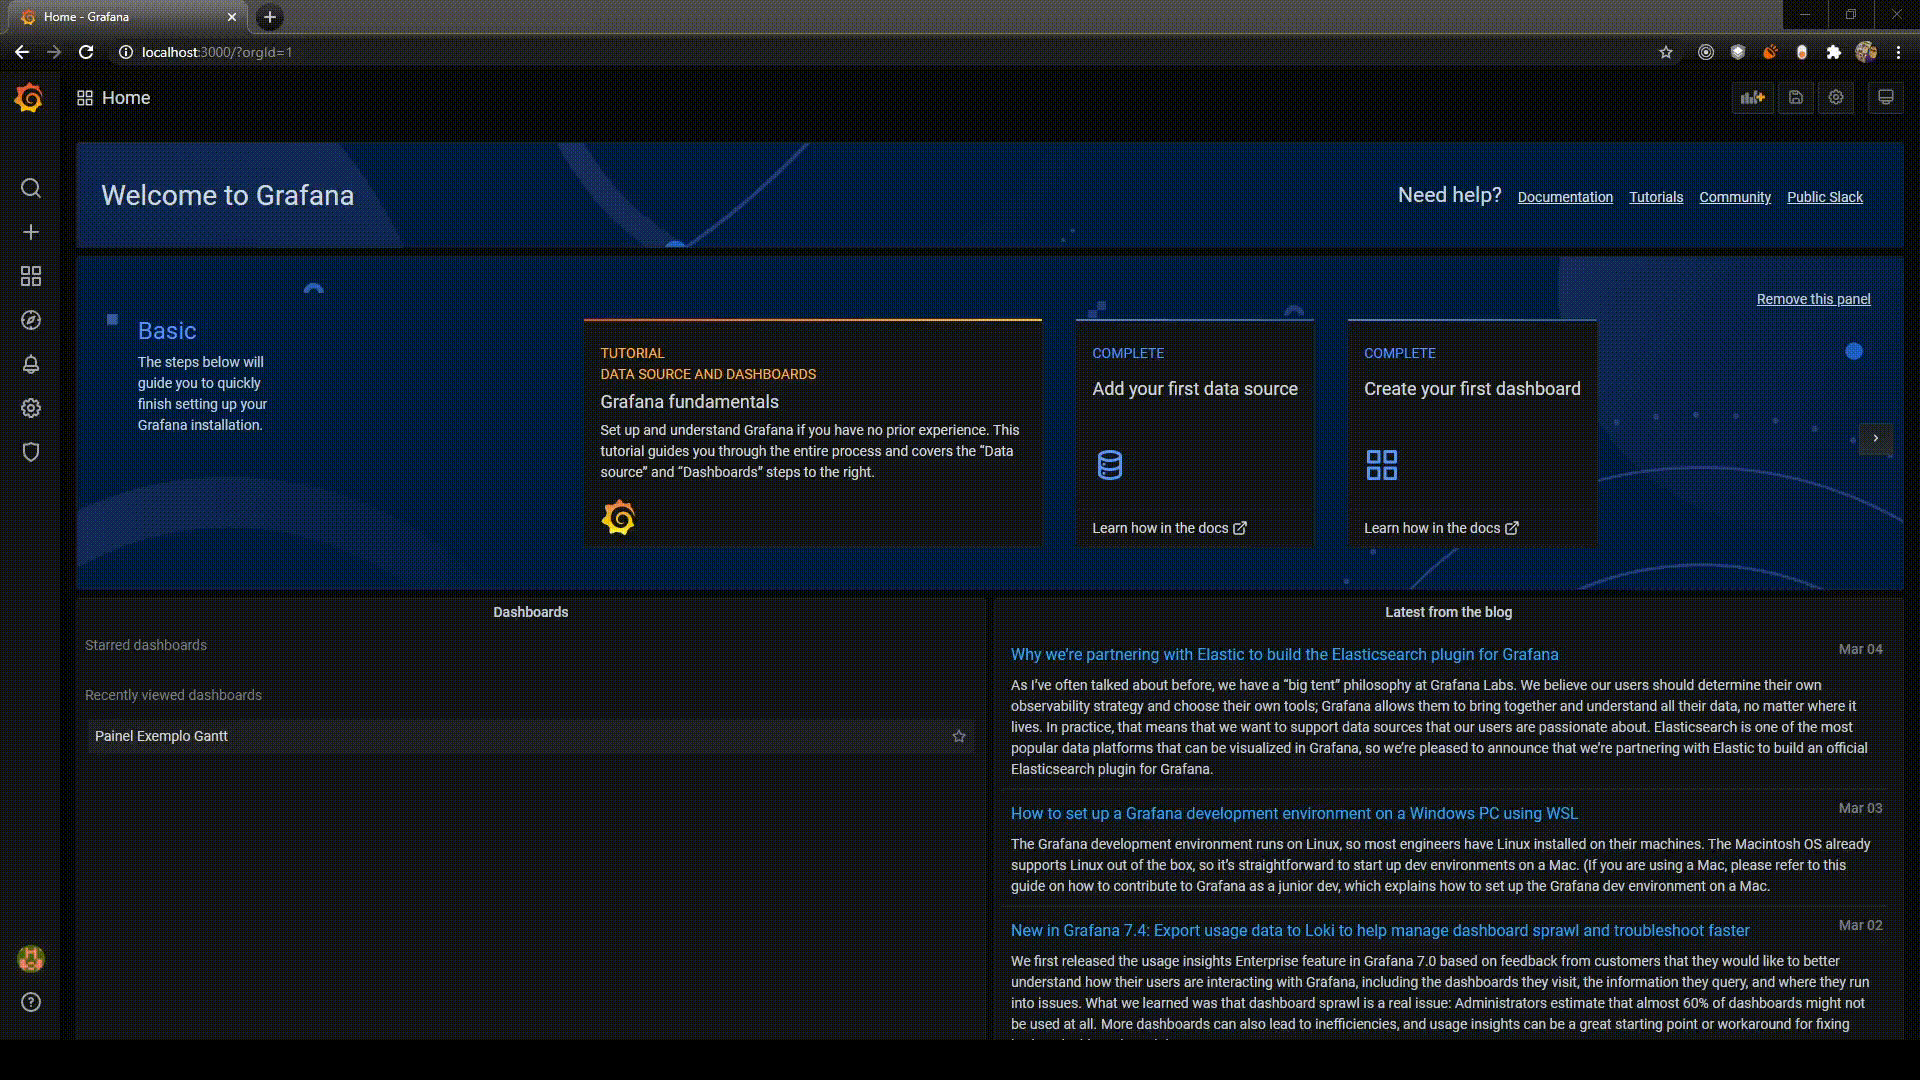 Home - Grafana
localhost:3000/?orgId=1
Home
Welcome to Grafana
Need help? Documentation Tutorials Community Public Slack
Remove this panel
Basic
The steps below will
guide you to quickly
finish setting up your
Grafana installation.
TUTORIAL
DATA SOURCE AND DASHBOARDS
Grafana fundamentals
Set up and understand Grafana if you have no prior experience. This
tutorial guides you through the entire process and covers the “Data
source” and “Dashboards” steps to the right.
COMPLETE
Add your first data source
Learn how in the docs
COMPLETE
Create your first dashboard
Learn how in the docs
Dashboards
Starred dashboards
Recently viewed dashboards
Painel Exemplo Gantt
Latest from the blog
Why we’re partnering with Elastic to build the Elasticsearch plugin for Grafana
Mar 04
As I’ve often talked about before, we have a “big tent” philosophy at Grafana Labs. We believe our users should determine their own
observability strategy and choose their own tools; Grafana allows them to bring together and understand all their data, no matter where it
lives. In practice, that means that we want to support data sources that our users are passionate about. Elasticsearch is one of the most
popular data platforms that can be visualized in Grafana, so we’re pleased to announce that we’re partnering with Elastic to build an official
Elasticsearch plugin for Grafana.
How to set up a Grafana development environment on a Windows PC using WSL
Mar 03
The Grafana development environment runs on Linux, so most engineers have Linux installed on their machines. The Macintosh OS already
supports Linux out of the box, so it’s straightforward to start up dev environments on a Mac. (If you are using a Mac, please refer to this
guide on how to contribute to Grafana as a junior dev, which explains how to set up the Grafana dev environment on a Mac.
New in Grafana 7.4: Export usage data to Loki to help manage dashboard sprawl and troubleshoot faster
Mar 02
We first released the usage insights Enterprise feature in Grafana 7.0 based on feedback from customers that they would like to better
understand how their users are interacting with Grafana, including the dashboards they visit, the information they query, and where they run
into issues. What we learned was that dashboard sprawl is a real issue: Administrators estimate that almost 60% of dashboards might not
be used at all. More dashboards can also lead to inefficiencies, and usage insights can be a great starting point or workaround for fixing